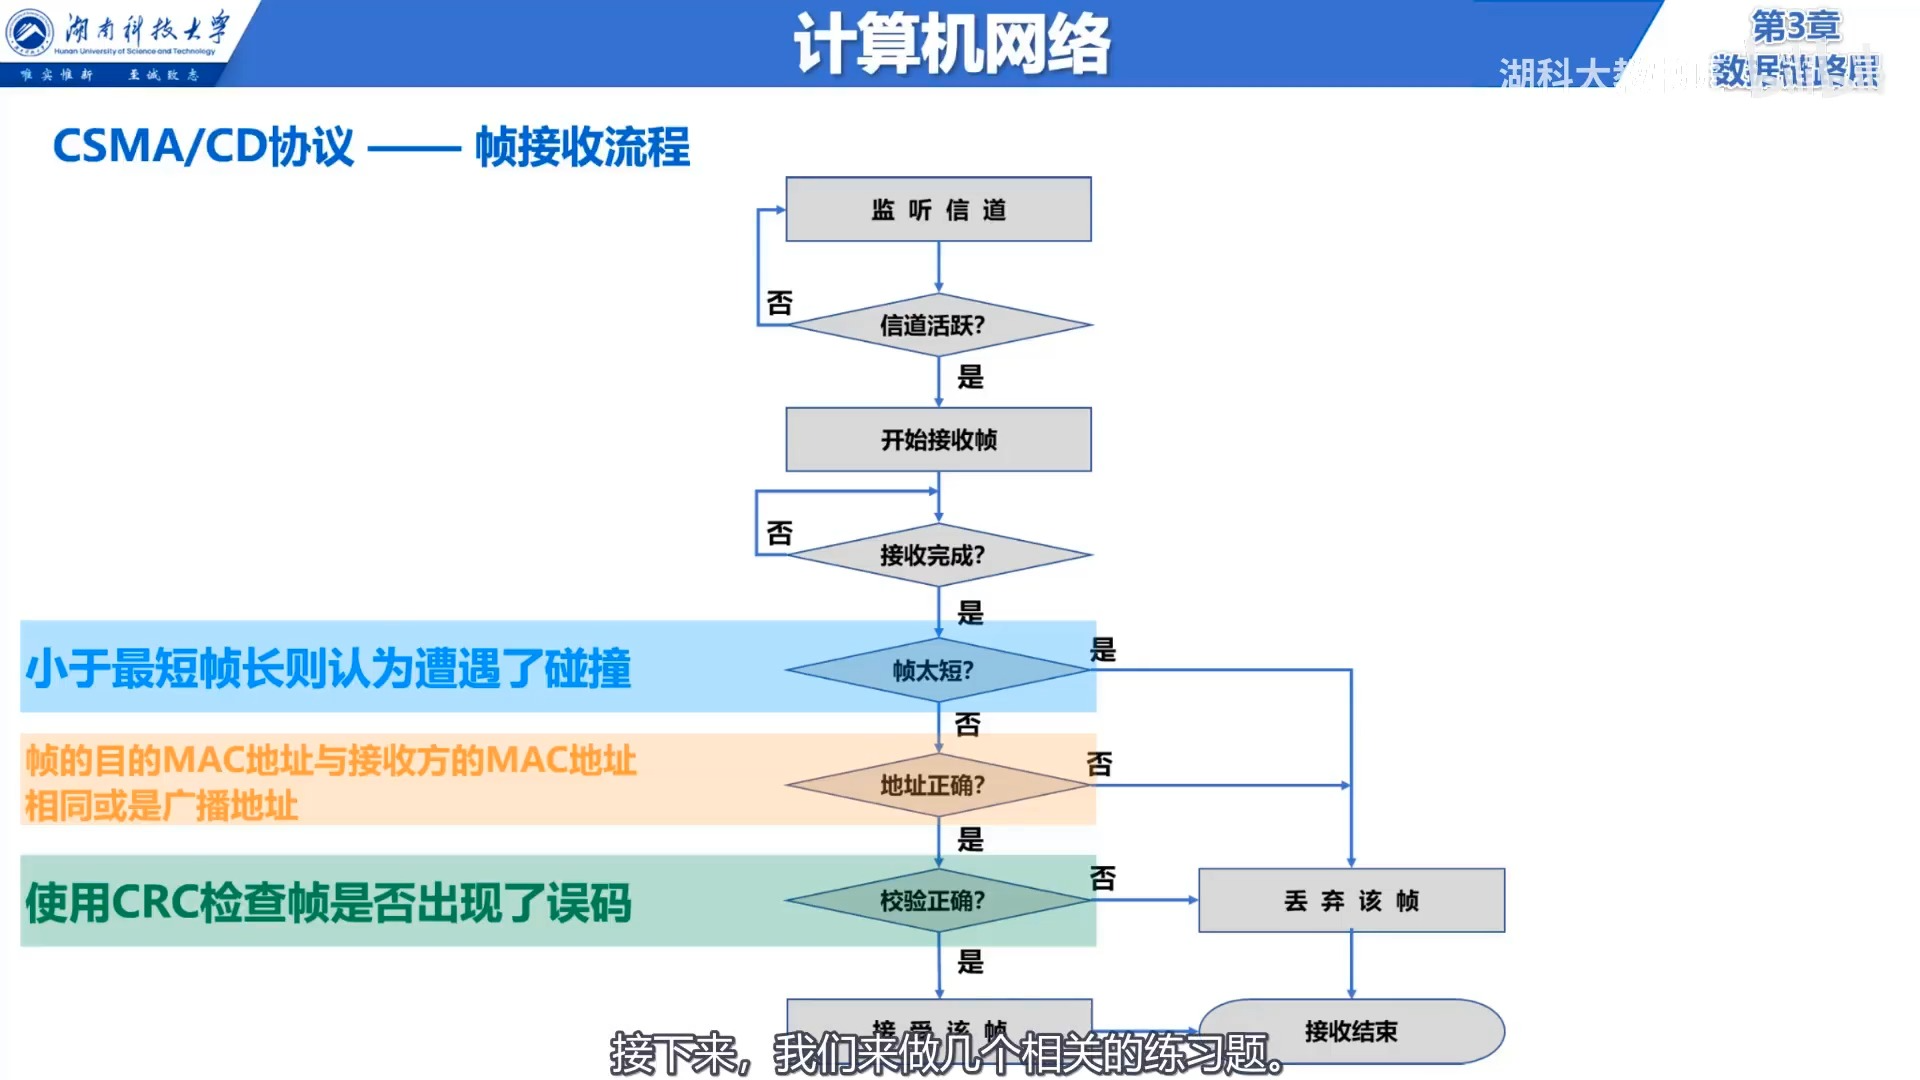 湖南科技大学
Hunan University of Science and Technology
唯实惟新 至诚致志
计算机网络
第3章
湖科大教
CSMA/CD协议 —— 帧接收流程
监 听 信 道
否
信道活跃？
是
开始接收帧
否
接收完成？
是
小于最短帧长则认为遭遇了碰撞
帧太短？
是
否
帧的目的MAC地址与接收方的MAC地址
相同或是广播地址
地址正确？
否
是
使用CRC检查帧是否出现了误码
校验正确？
否
丢 弃 该 帧
是
接 受 该 帧
接收结束
接下来，我们来做几个相关的练习题。